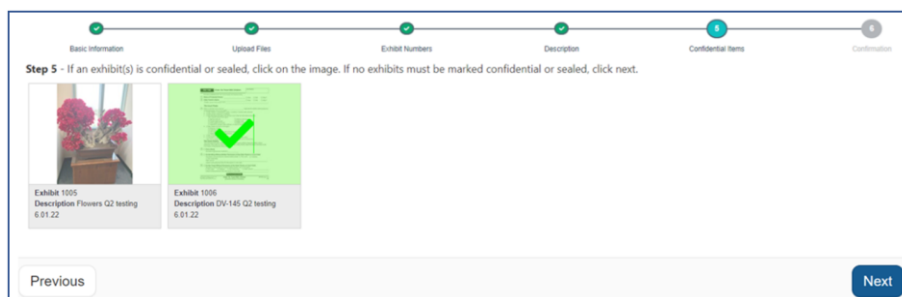 5
6
Basic Information
Upload Files
Exhibit Numbers
Description
Confidential Items
Confirmation
Step 5 - If an exhibit(s) is confidential or sealed, click on the image. If no exhibits must be marked confidential or sealed, click next.
Exhibit 1005
Description Flowers Q2 testing
6.01.22
Exhibit 1006
Description DV-145 Q2 testing
6.01.22
Previous
Next